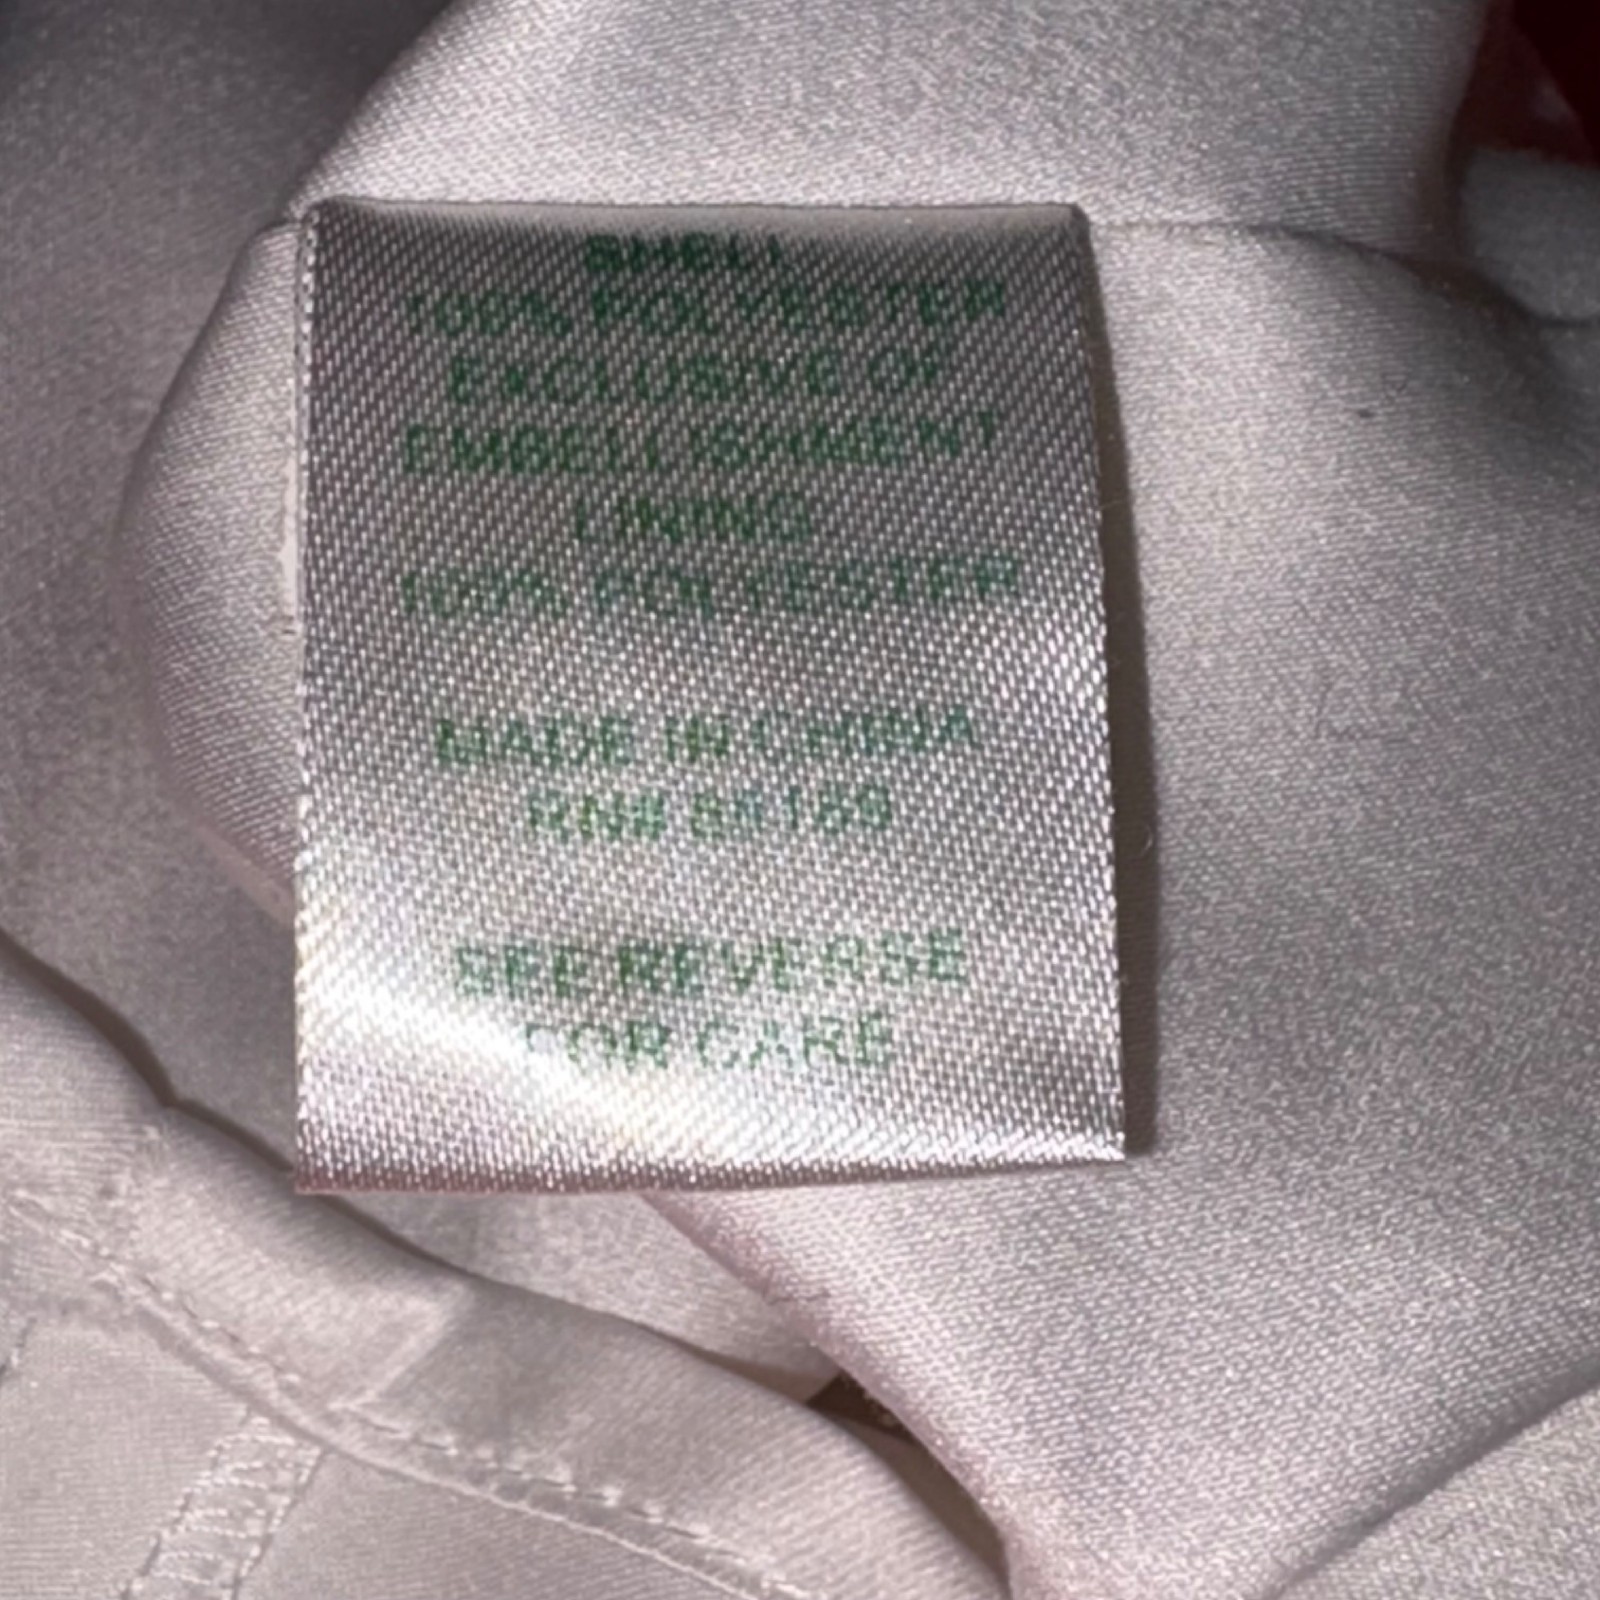 SHELL
100% POLYESTER
EXCLUSIVE OF
EMBELLISHMENT
LINING
100% POLYESTER
MADE IN CHINA
RN#
SEE REVERSE
FOR CARE